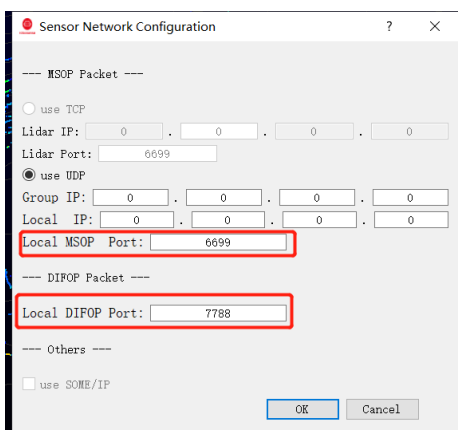 Sensor Network Configuration ? ×
--- MSOP Packet ---
use TCP
Lidar IP: 0 . 0 . 0 . 0
Lidar Port: 6699
use UDP
Group IP: 0 . 0 . 0 . 0
Local IP: 0 . 0 . 0 . 0
Local MSOP Port: 6699
--- DIFOP Packet ---
Local DIFOP Port: 7788
--- Others ---
use SOME/IP
OK Cancel